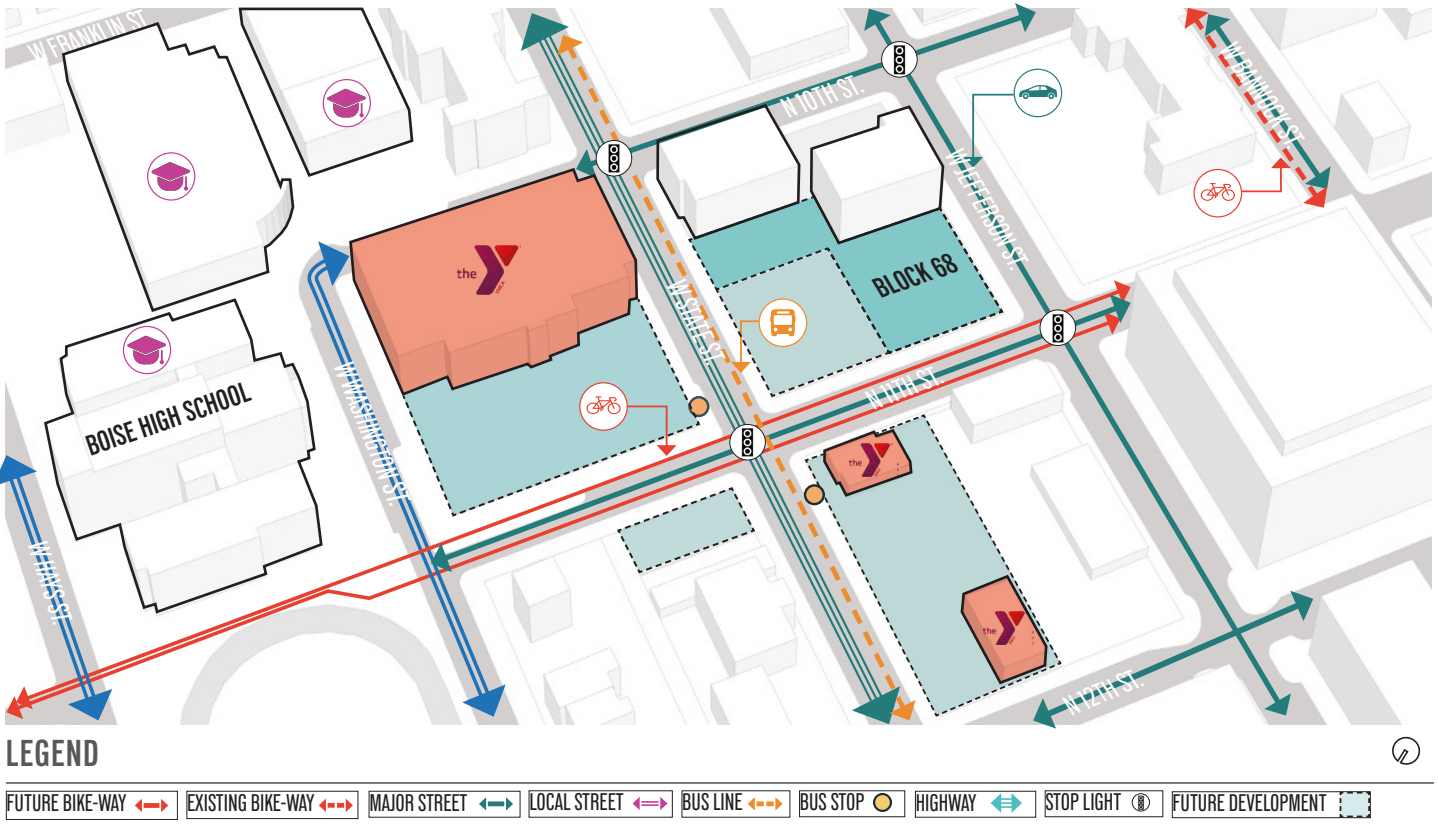 W FRANKLIN ST.
N 10TH ST.
W BANNOCK ST.
W JEFFERSON ST.
the
YMCA
BLOCK 68
W STATE ST.
BOISE HIGH SCHOOL
W WASHINGTON ST.
N 11TH ST.
the
W HAYS ST.
the
N 12TH ST.
LEGEND
FUTURE BIKE-WAY EXISTING BIKE-WAY MAJOR STREET LOCAL STREET BUS LINE BUS STOP HIGHWAY STOP LIGHT FUTURE DEVELOPMENT